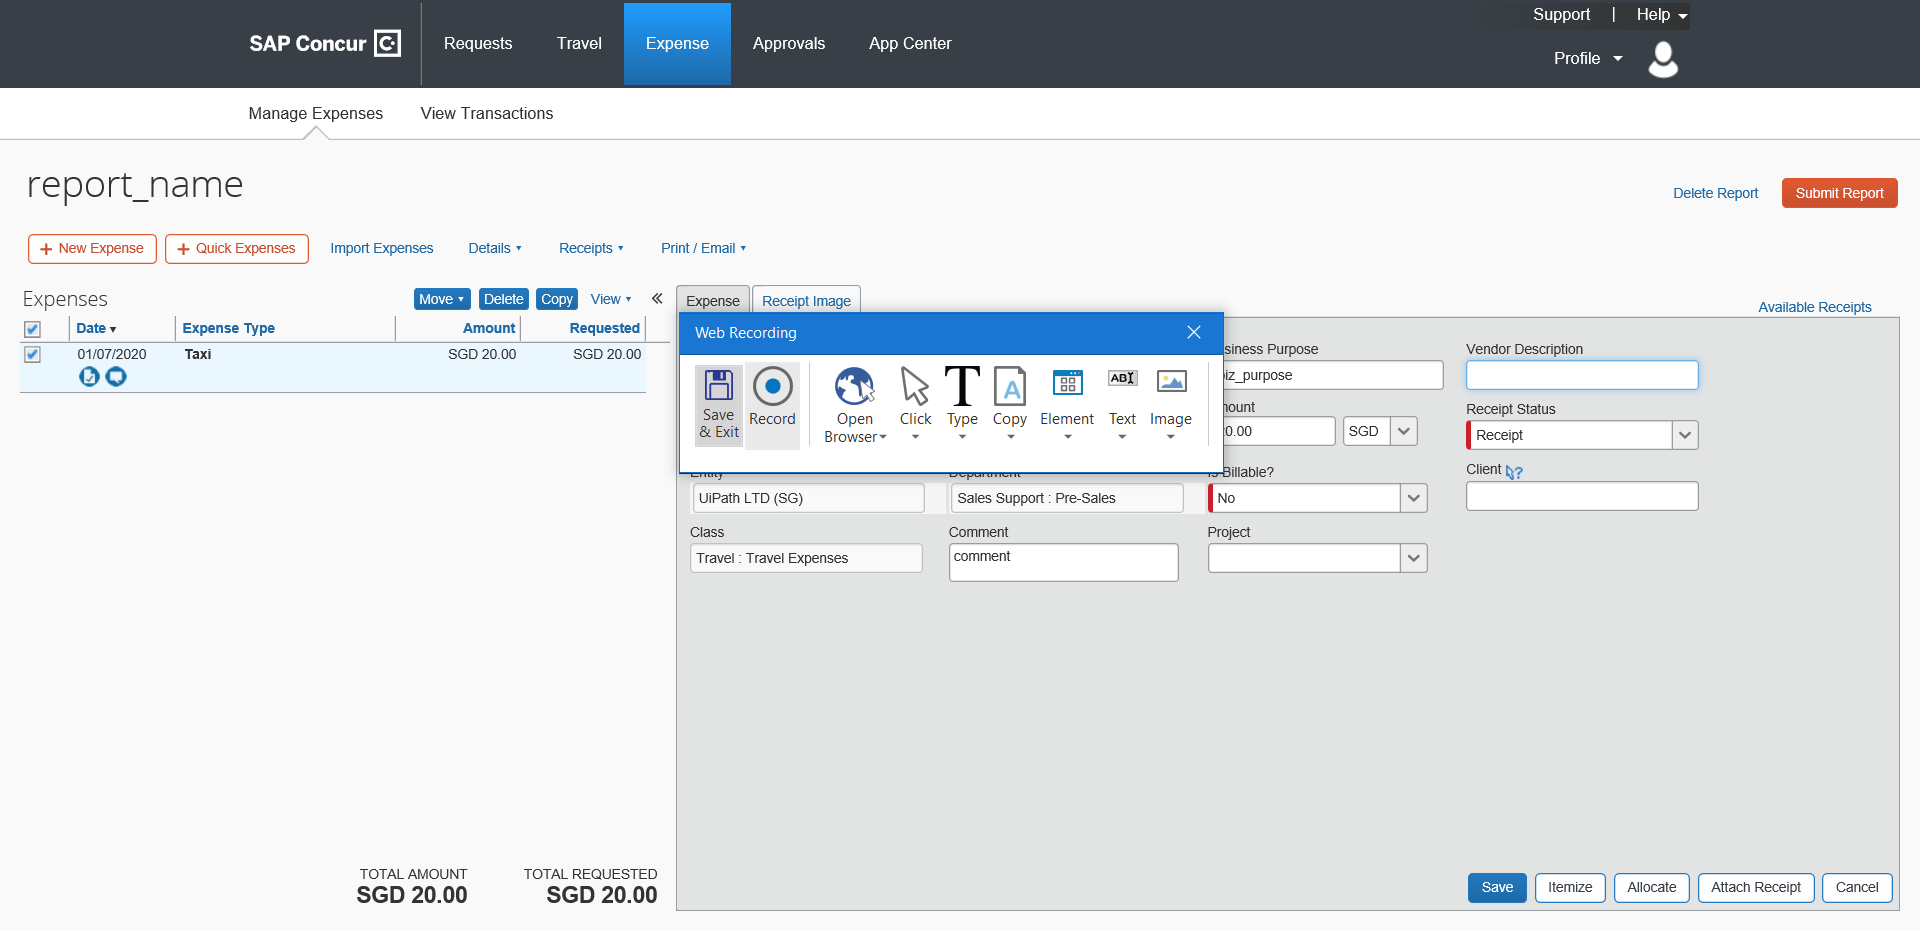 Support | Help
SAP Concur C. Requests Travel Expense Approvals App Center
Profile
Manage Expenses View Transactions
report_name
Delete Report Submit Report
+ New Expense + Quick Expenses Import Expenses Details Receipts Print / Email
Expenses Move Delete Copy View «
Expense Receipt Image
Available Receipts
Date Expense Type Amount Requested
01/07/2020 Taxi SGD 20.00 SGD 20.00
Web Recording
Save & Exit
Record
Open Browser
Click
Type
Copy
Element
Text
Image
siness Purpose Vendor Description
iz_purpose
ount Receipt Status
0.00 SGD Receipt
Entity Department Is Billable? Client
UiPath LTD (SG) Sales Support : Pre-Sales No
Class Comment Project
Travel : Travel Expenses comment
TOTAL AMOUNT TOTAL REQUESTED
SGD 20.00 SGD 20.00
Save Itemize Allocate Attach Receipt Cancel